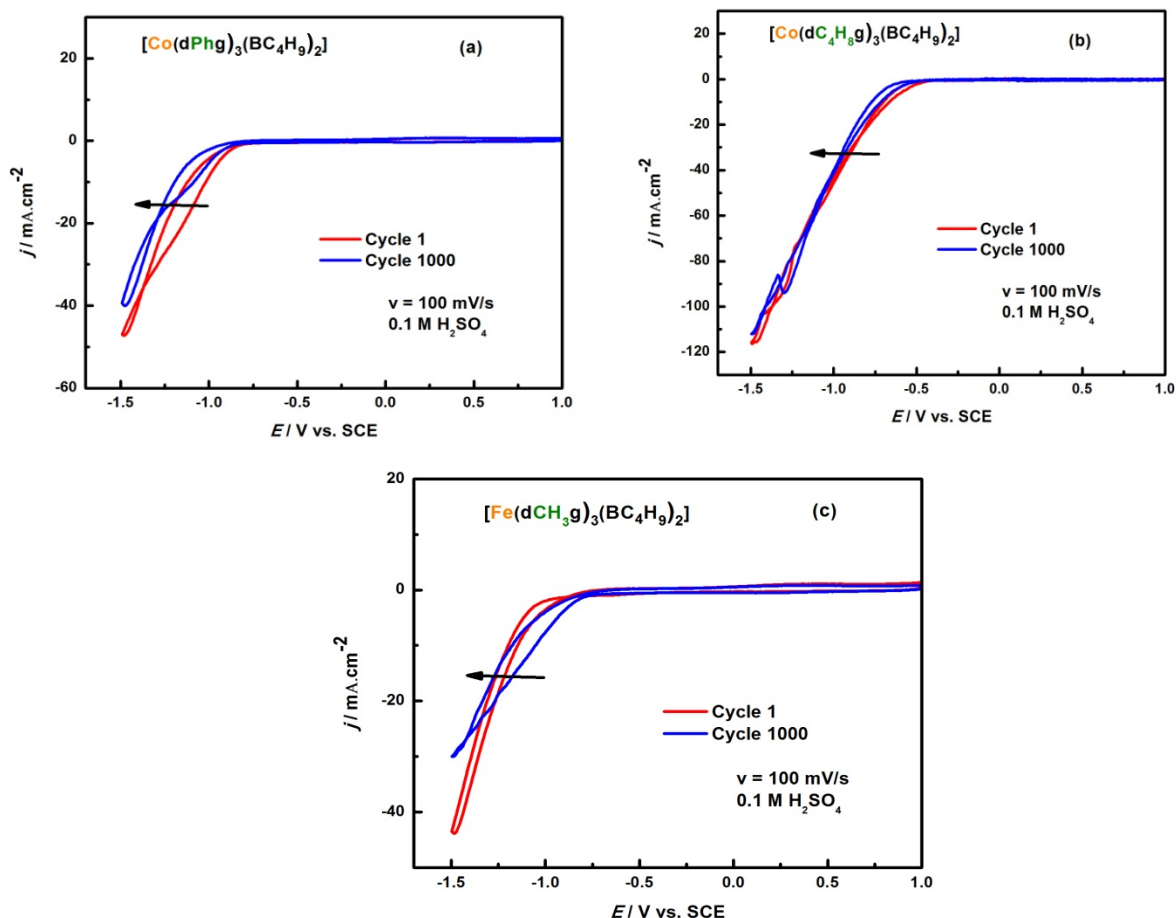 [Co(dPhg)₃(BC₄H₉)₂]
(a)
20
0
-20
-40
-60
j / mA.cm⁻²
Cycle 1
Cycle 1000
v = 100 mV/s
0.1 M H₂SO₄
-1.5 -1.0 -0.5 0.0 0.5 1.0
E / V vs. SCE
[Co(dC₄H₈g)₃(BC₄H₉)₂]
(b)
20
0
-20
-40
-60
-80
-100
-120
j / mA.cm⁻²
Cycle 1
Cycle 1000
v = 100 mV/s
0.1 M H₂SO₄
-1.5 -1.0 -0.5 0.0 0.5 1.0
E / V vs. SCE
[Fe(dCH₃g)₃(BC₄H₉)₂]
(c)
20
0
-20
-40
j / mA.cm⁻²
Cycle 1
Cycle 1000
v = 100 mV/s
0.1 M H₂SO₄
-1.5 -1.0 -0.5 0.0 0.5 1.0
E / V vs. SCE